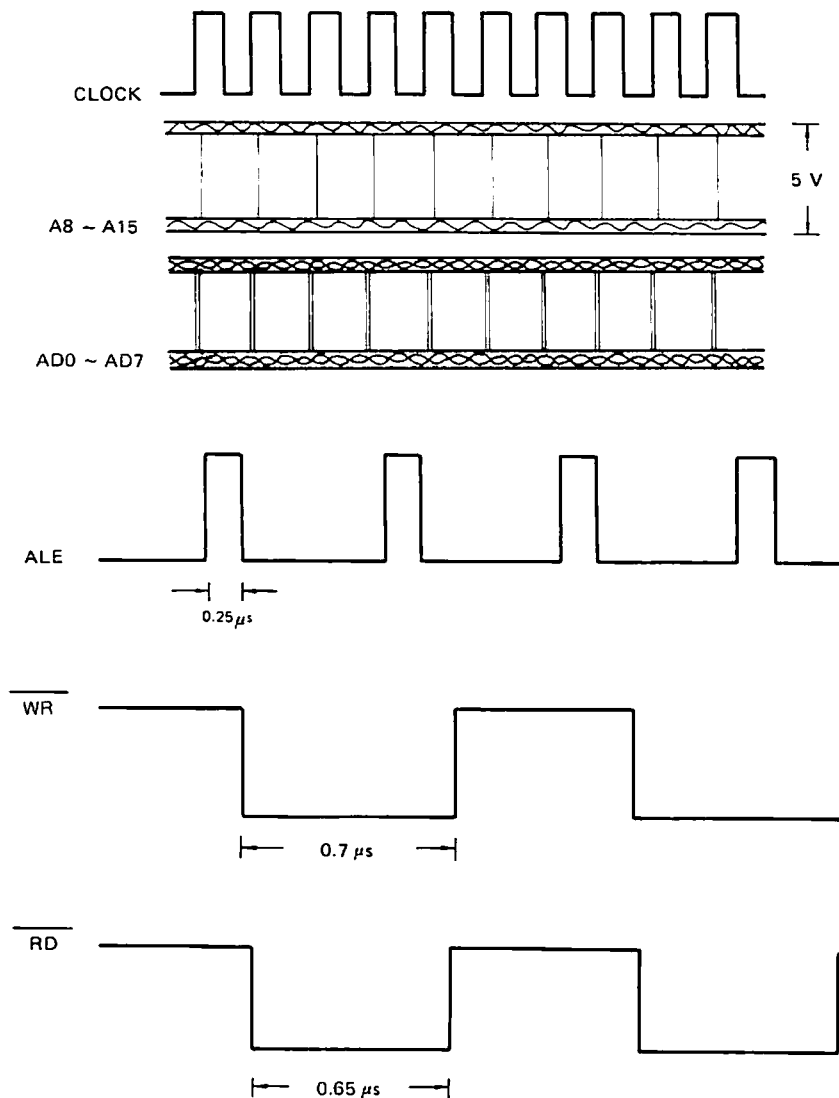 CLOCK
5 V
A8 ~ A15
AD0 ~ AD7
ALE
0.25 μs
WR
0.7 μs
RD
0.65 μs